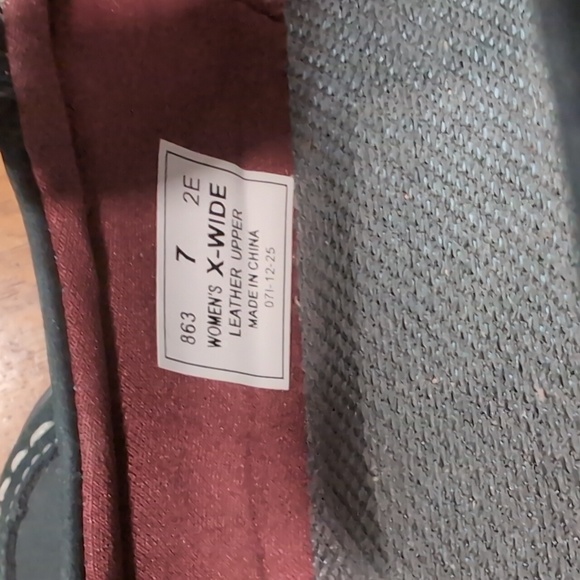 863 7 2E
WOMEN'S X-WIDE
LEATHER UPPER
MADE IN CHINA
071-12-25